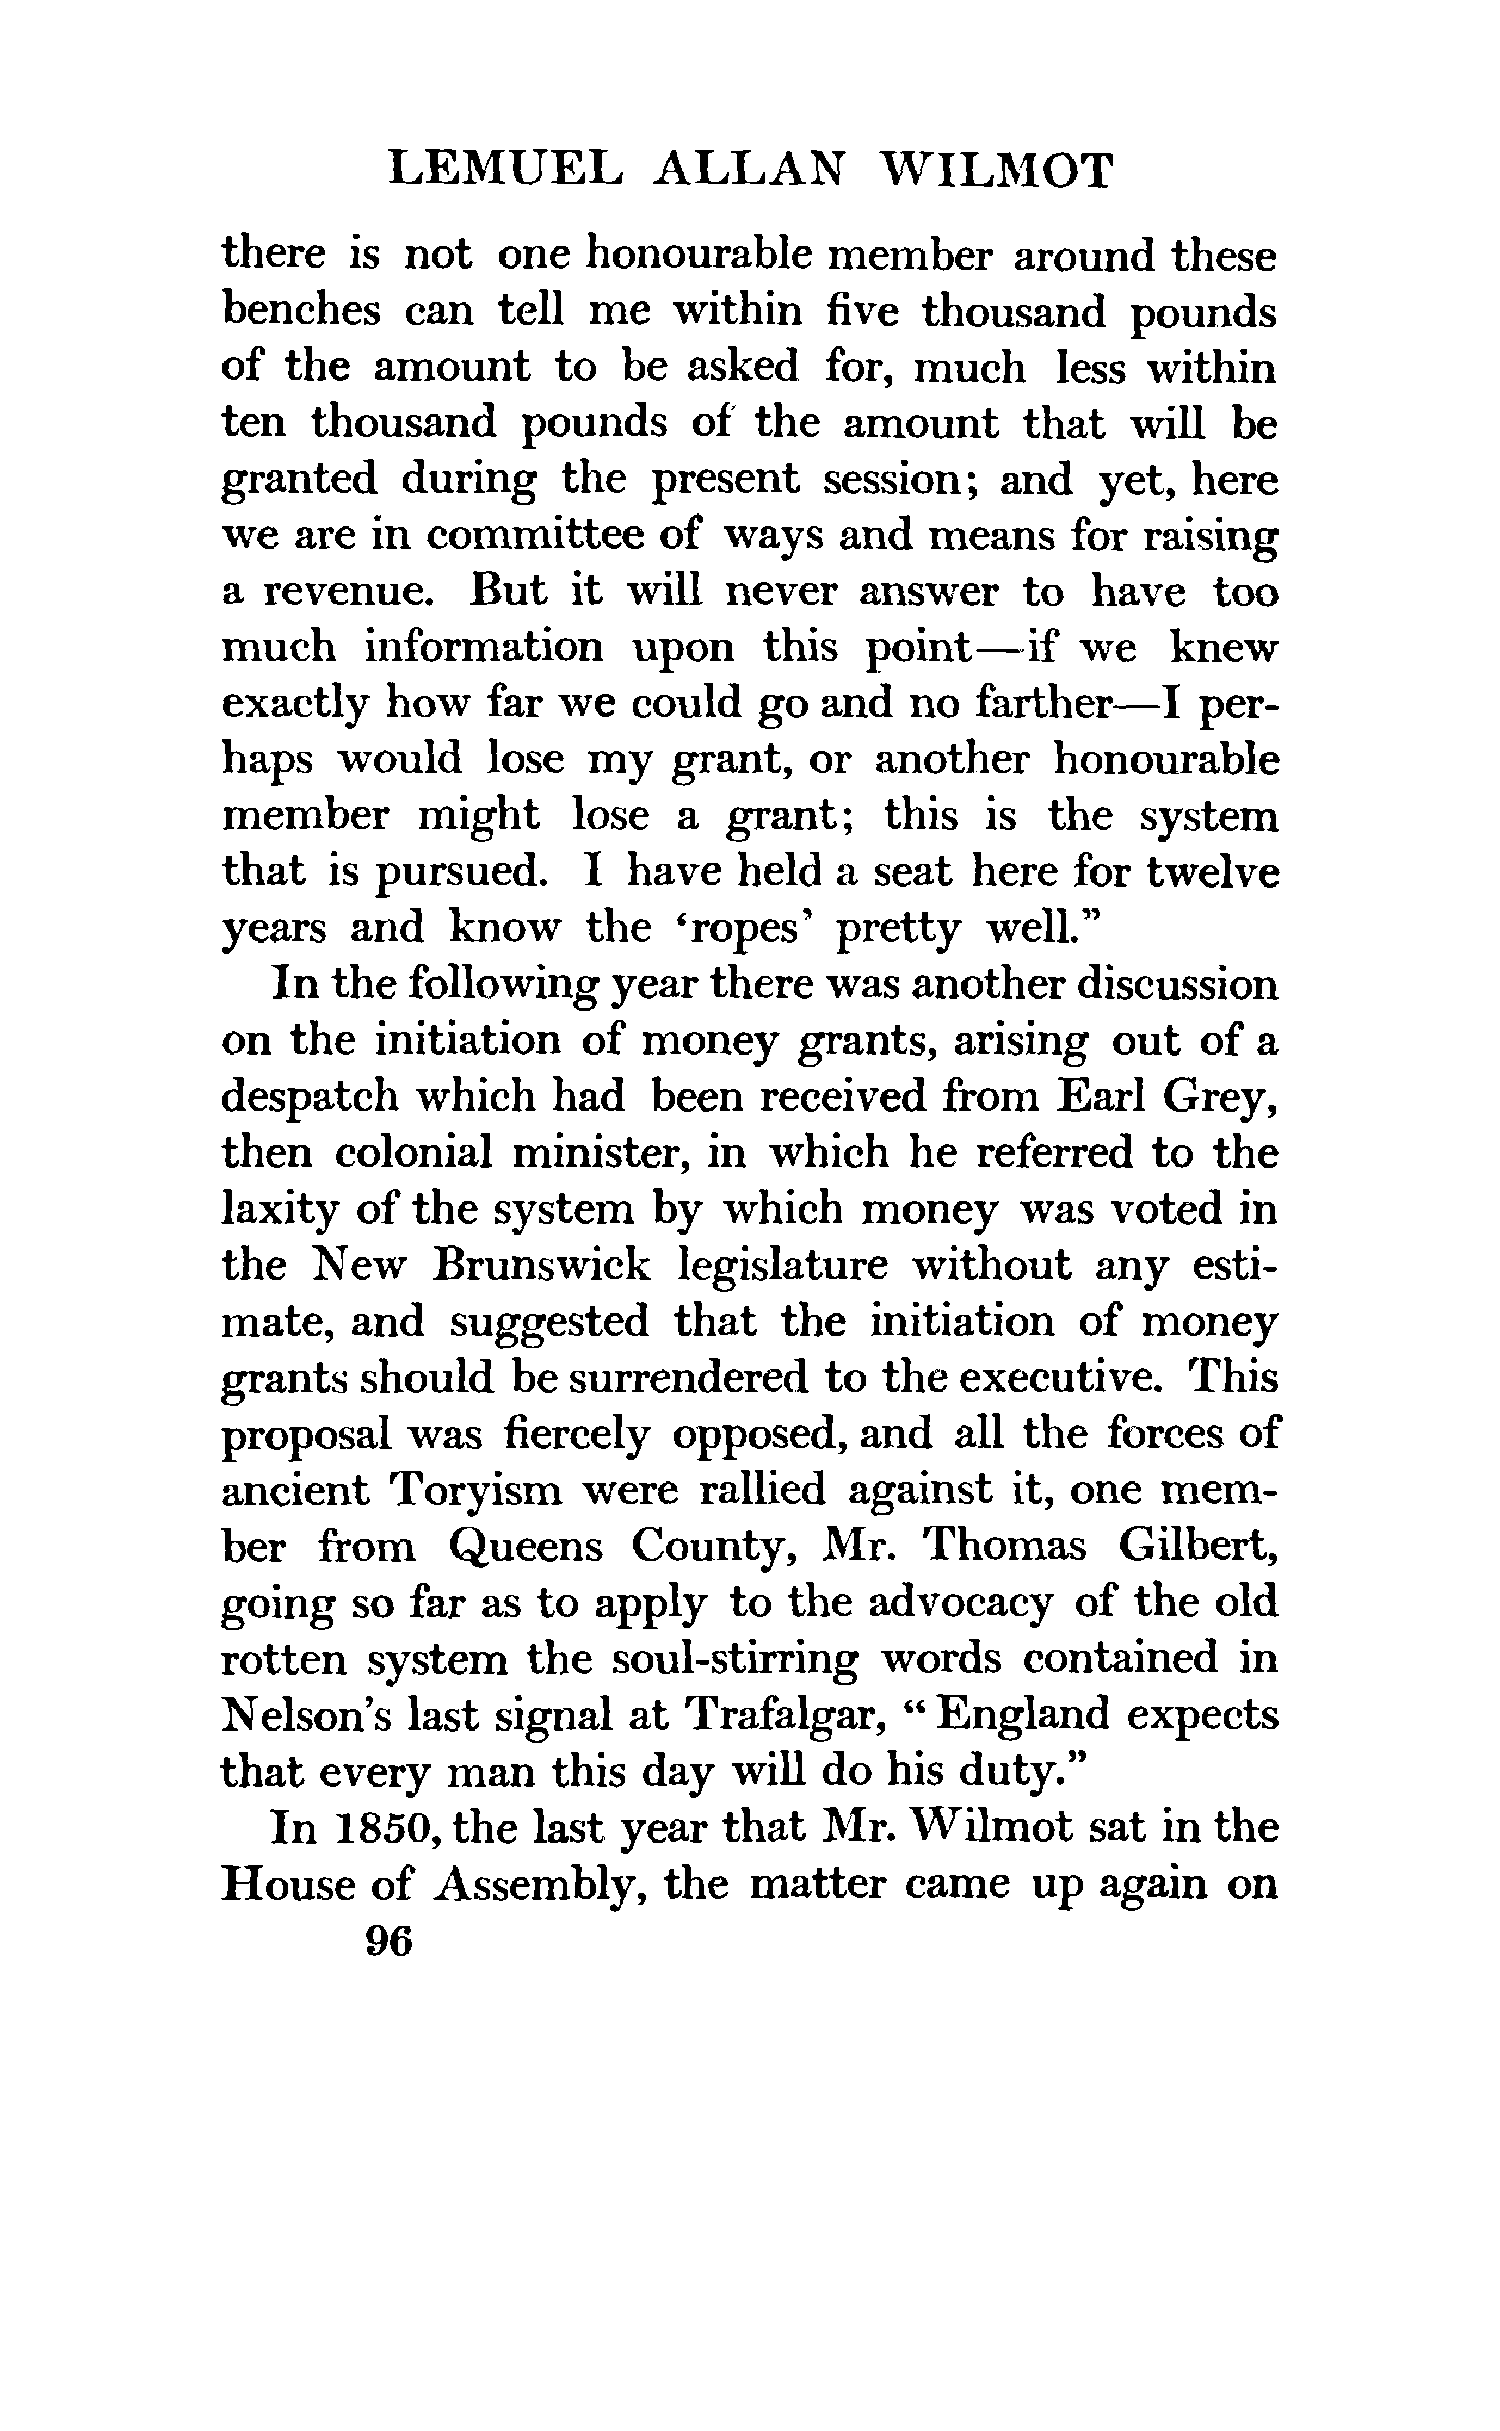 LEMUEL ALLAN WILMOT
there is not one honourable member around these
benches can tell me within five thousand pounds
of the amount to be asked for, much less within
ten thousand pounds of the amount that will be
granted during the present session; and yet, here
we are in committee of ways and means for raising
a revenue. But it will never answer to have too
much information upon this point—if we knew
exactly how far we could go and no farther—I per-
haps would lose my grant, or another honourable
member might lose a grant; this is the system
that is pursued. I have held a seat here for twelve
years and know the ‘ropes’ pretty well.”
In the following year there was another discussion
on the initiation of money grants, arising out of a
despatch which had been received from Earl Grey,
then colonial minister, in which he referred to the
laxity of the system by which money was voted in
the New Brunswick legislature without any esti-
mate, and suggested that the initiation of money
grants should be surrendered to the executive. This
proposal was fiercely opposed, and all the forces of
ancient Toryism were rallied against it, one mem-
ber from Queens County, Mr. Thomas Gilbert,
going so far as to apply to the advocacy of the old
rotten system the soul-stirring words contained in
Nelson’s last signal at Trafalgar, “England expects
that every man this day will do his duty.”
In 1850, the last year that Mr. Wilmot sat in the
House of Assembly, the matter came up again on
96